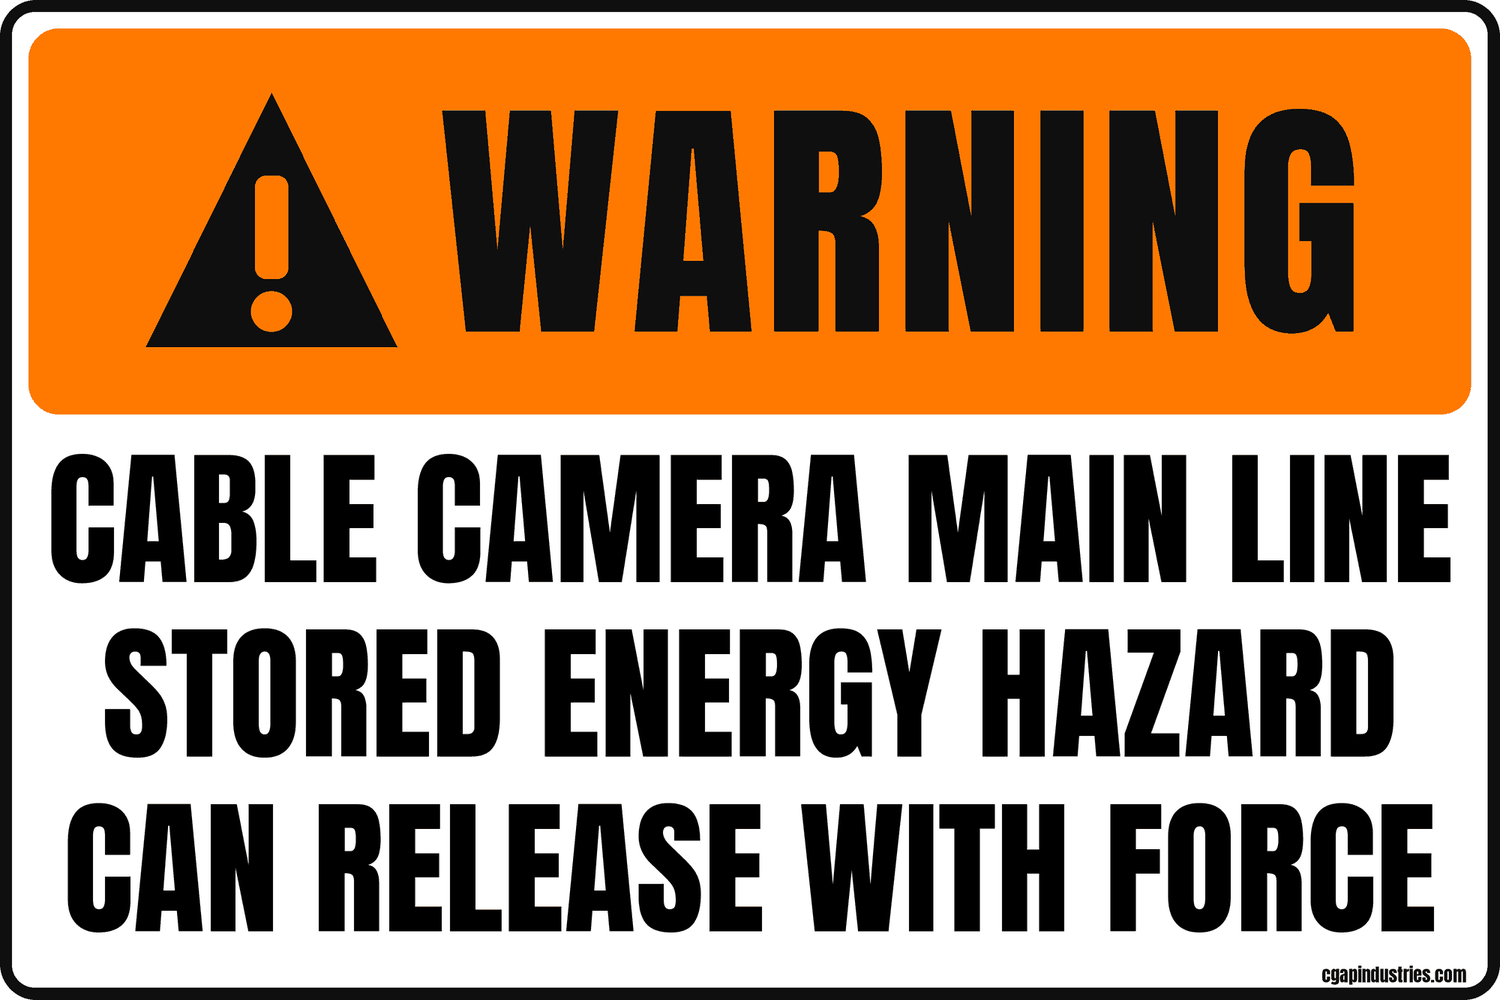 WARNING
CABLE CAMERA MAIN LINE
STORED ENERGY HAZARD
CAN RELEASE WITH FORCE
cgapindustries.com